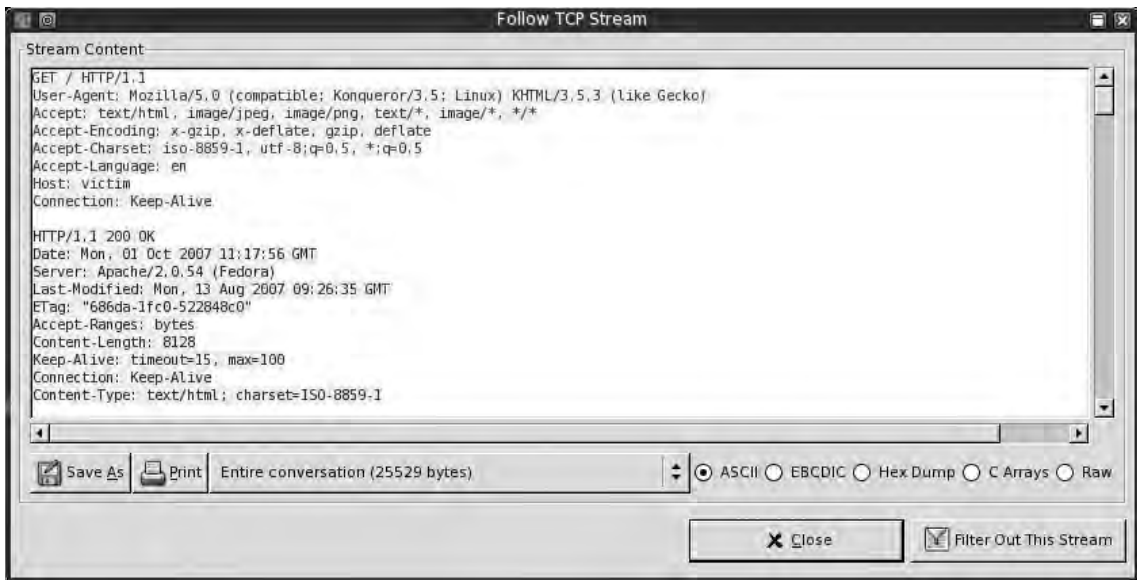 Follow TCP Stream
Stream Content
GET / HTTP/1.1
User-Agent: Mozilla/5.0 (compatible; Konqueror/3.5; Linux) KHTML/3.5.3 (like Gecko)
Accept: text/html, image/jpeg, image/png, text/*, image/*, */*
Accept-Encoding: x-gzip, x-deflate, gzip, deflate
Accept-Charset: iso-8859-1, utf-8;q=0.5, *;q=0.5
Accept-Language: en
Host: victim
Connection: Keep-Alive
HTTP/1.1 200 OK
Date: Mon, 01 Oct 2007 11:17:56 GMT
Server: Apache/2.0.54 (Fedora)
Last-Modified: Mon, 13 Aug 2007 09:26:35 GMT
ETag: "686da-1fc0-522848c0"
Accept-Ranges: bytes
Content-Length: 8128
Keep-Alive: timeout=15, max=100
Connection: Keep-Alive
Content-Type: text/html; charset=ISO-8859-1
Save As Print Entire conversation (25529 bytes) ASCII EBCDIC Hex Dump C Arrays Raw
Close Filter Out This Stream